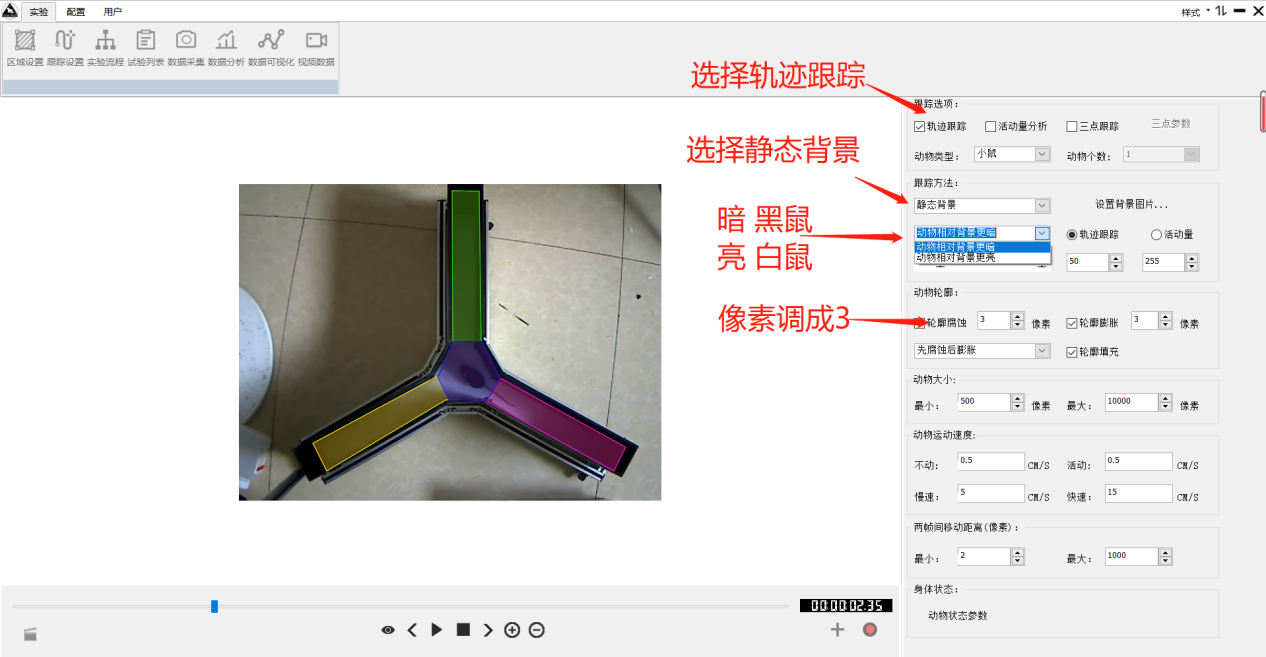 实验 配置 用户
样式
区域设置 跟踪设置 实验流程 试验列表 数据采集 数据分析 数据可视化 视频数据
选择轨迹跟踪
跟踪选项:
轨迹跟踪 活动量分析 三点跟踪 三点参数
动物类型: 小鼠 动物个数: 1
选择静态背景
跟踪方法:
静态背景 设置背景图片...
暗 黑鼠
亮 白鼠
动物相对背景更暗 轨迹跟踪 活动量
动物相对背景更暗
动物相对背景更亮
50 255
动物轮廓:
像素调成3
轮廓腐蚀 3 像素 轮廓膨胀 3 像素
先腐蚀后膨胀 轮廓填充
动物大小:
最小: 500 像素 最大: 10000 像素
动物运动速度:
不动: 0.5 CM/S 活动: 0.5 CM/S
慢速: 5 CM/S 快速: 15 CM/S
两帧间移动距离(像素):
最小: 2 最大: 1000
身体状态:
动物状态参数
00:00:02.35